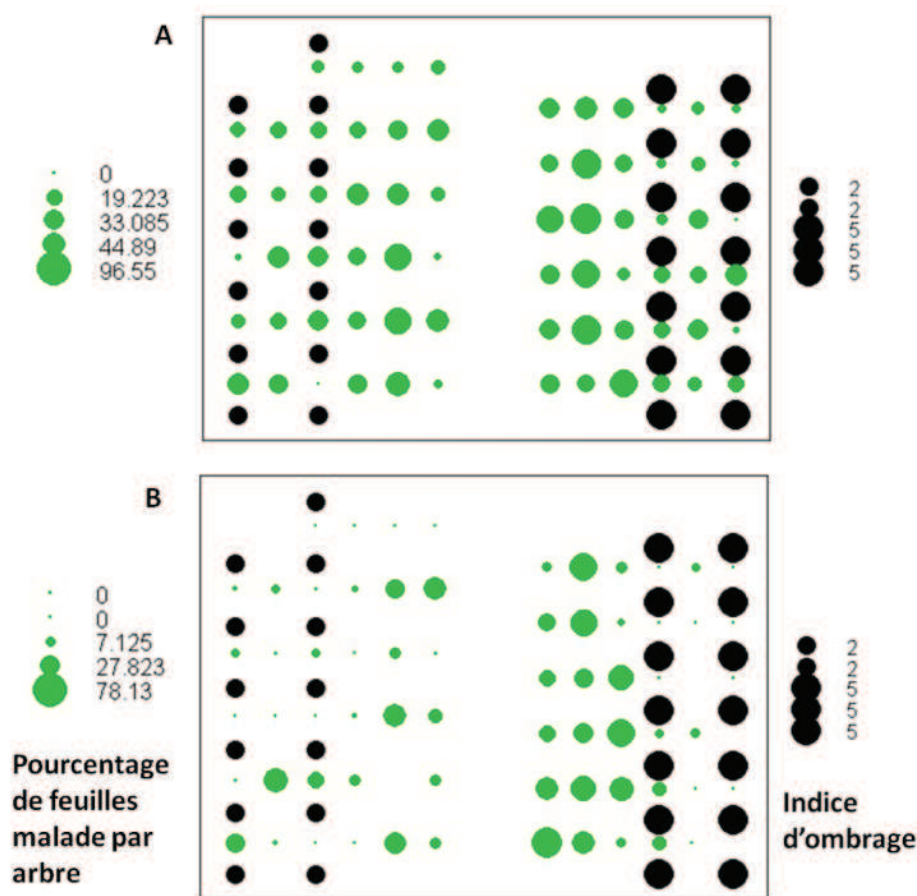 A
0
19.223
33.085
44.89
96.55
2
2
5
5
5
B
0
0
7.125
27.823
78.13
2
2
5
5
5
Pourcentage
de feuilles
malade par
arbre
Indice
d'ombrage